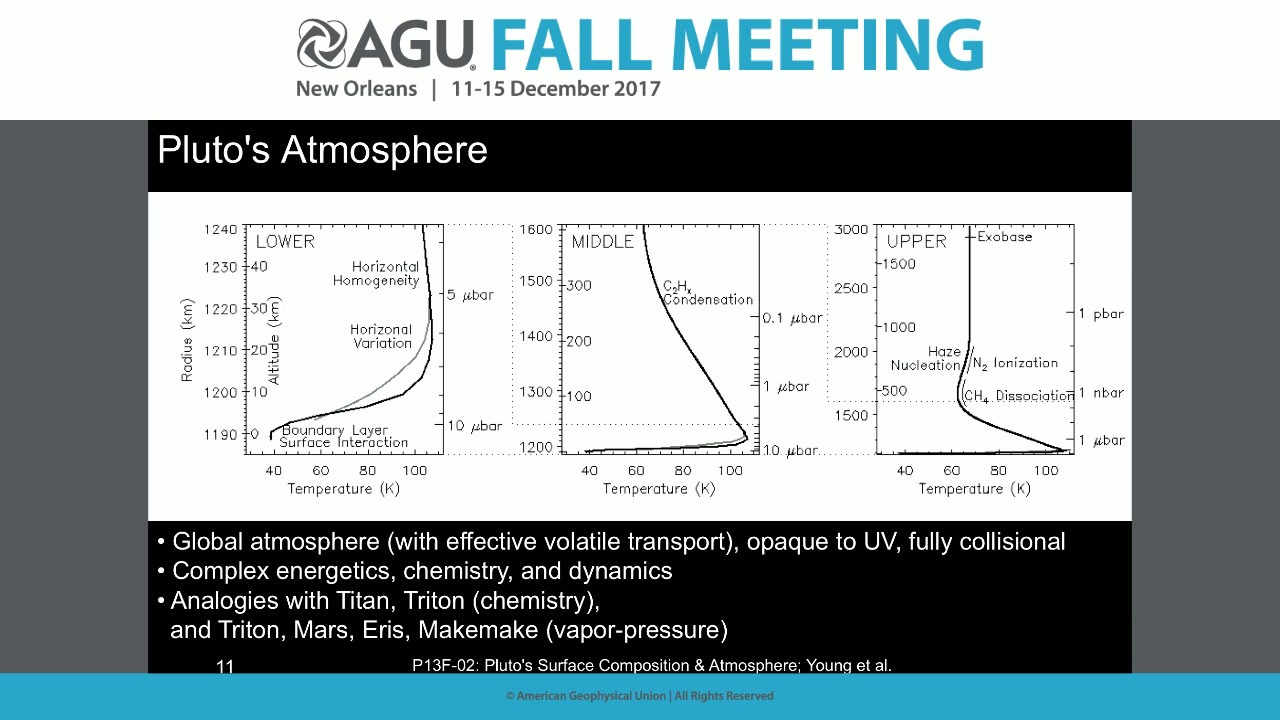 AGU FALL MEETING
New Orleans | 11-15 December 2017
Pluto's Atmosphere
LOWER
Horizontal
Homogeneity
Horizonal
Variation
Boundary Layer
Surface Interaction
1240
1230
1220
1210
1200
1190
Radius (km)
40
30
20
10
0
Altitude (km)
5 μbar
10 μbar
40 60 80 100
Temperature (K)
MIDDLE
C2Hx
Condensation
1600
1500
1400
1300
1200
300
200
100
0.1 μbar
1 μbar
10 μbar
40 60 80 100
Temperature (K)
UPPER
Exobase
Haze
Nucleation
N2 Ionization
CH4 Dissociation
3000
2500
2000
1500
1500
1000
500
1 pbar
1 nbar
1 μbar
40 60 80 100
Temperature (K)
• Global atmosphere (with effective volatile transport), opaque to UV, fully collisional
• Complex energetics, chemistry, and dynamics
• Analogies with Titan, Triton (chemistry),
and Triton, Mars, Eris, Makemake (vapor-pressure)
11
P13F-02: Pluto's Surface Composition & Atmosphere; Young et al.
© American Geophysical Union | All Rights Reserved